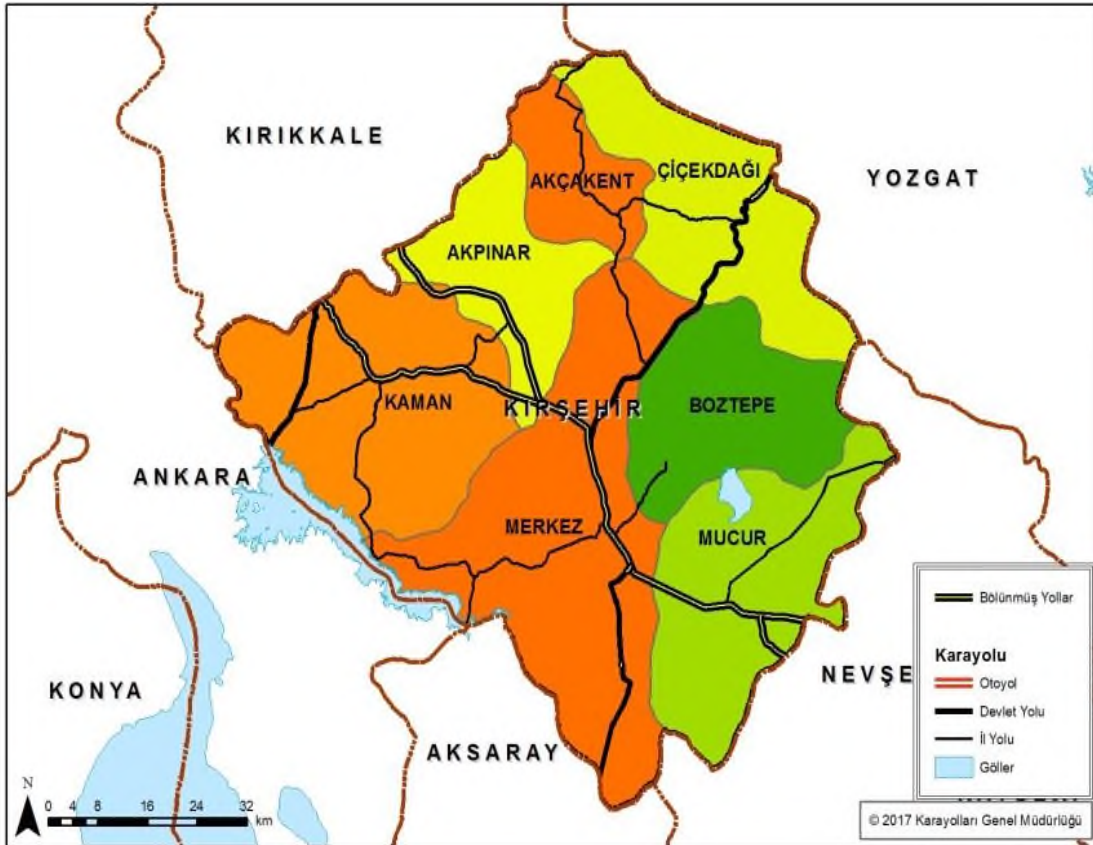 KIRIKKALE
YOZGAT
ÇİÇEKDAĞI
AKÇAKENT
AKPINAR
KAMAN
KIRŞEHİR
BOZTEPE
ANKARA
MERKEZ
MUCUR
KONYA
AKSARAY
NEVŞE
Bölünmüş Yollar
Karayolu
Otoyol
Devlet Yolu
İl Yolu
Göller
N
0 4 8 16 24 32
km
© 2017 Karayolları Genel Müdürlüğü